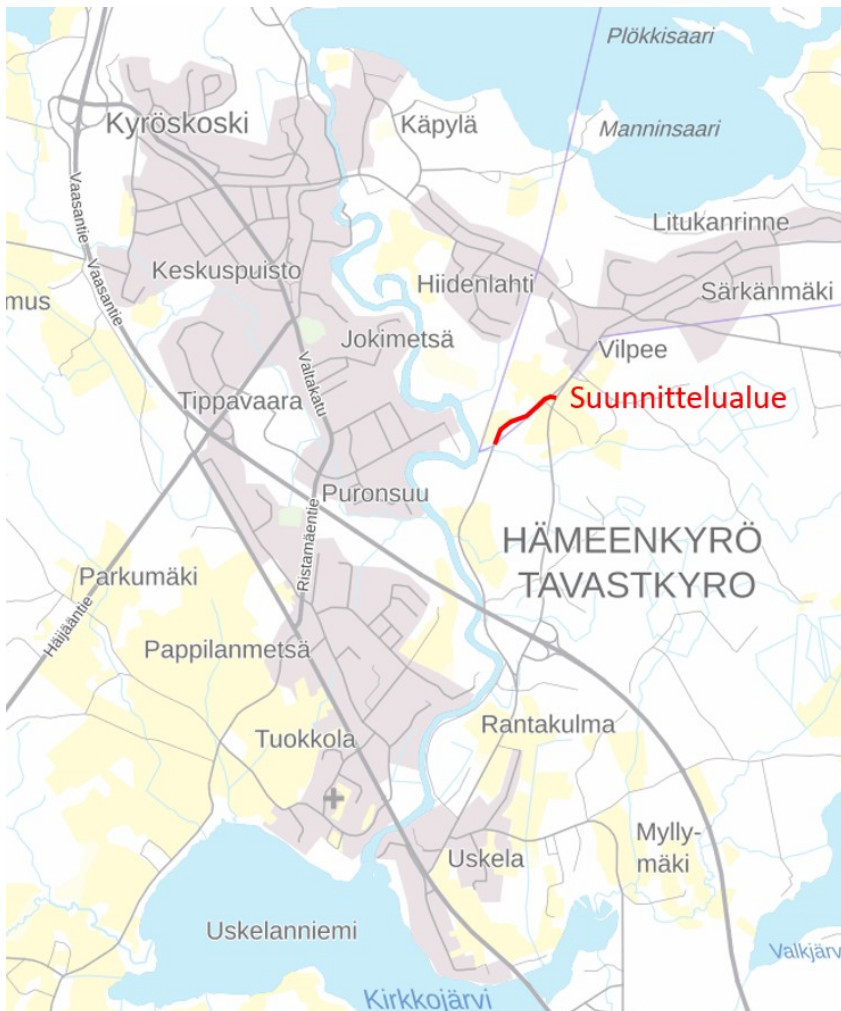 Plökkisaari
Kyröskoski
Käpylä
Manninsaari
Vaasantie
Litukanrinne
Keskuspuisto
Hiidenlahti
Särkänmäki
mus
Vaasantie
Jokimetsä
Vilpee
Valtakatu
Tippavaara
Suunnittelualue
Puronsuu
Ristamäentie
HÄMEENKYRÖ
TAVASTKYRO
Parkumäki
Häijääntie
Pappilanmetsä
Tuokkola
Rantakulma
Mylly-
mäki
Uskela
Uskelanniemi
Valkjärv
Kirkkojärvi